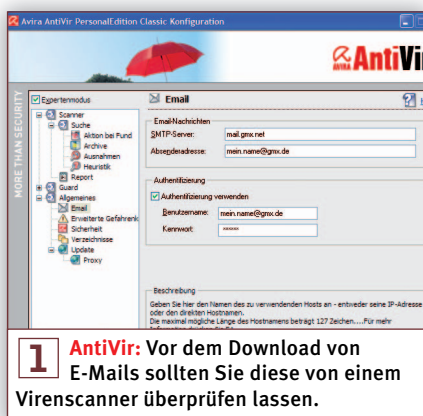 Avira AntiVir PersonalEdition Classic Konfiguration
AVIRA AntiVir
MORE THAN SECURITY
Expertenmodus
Scanner
Suche
Aktion bei Fund
Archive
Ausnahmen
Heuristik
Report
Guard
Allgemeines
Email
Erweiterte Gefahrenk
Sicherheit
Verzeichnisse
Update
Proxy
Email
Email-Nachrichten
SMTP-Server: mail.gmx.net
Absenderadresse: mein.name@gmx.de
Authentifizierung
Authentifizierung verwenden
Benutzername: mein.name@gmx.de
Kennwort: ******
Beschreibung
Geben Sie hier den Namen des zu verwendenden Hosts an - entweder seine IP-Adresse
oder den direkten Hostnamen.
Die maximal mögliche Länge des Hostnamens beträgt 127 Zeichen....Für mehr
1 AntiVir: Vor dem Download von
E-Mails sollten Sie diese von einem
Virenscanner überprüfen lassen.